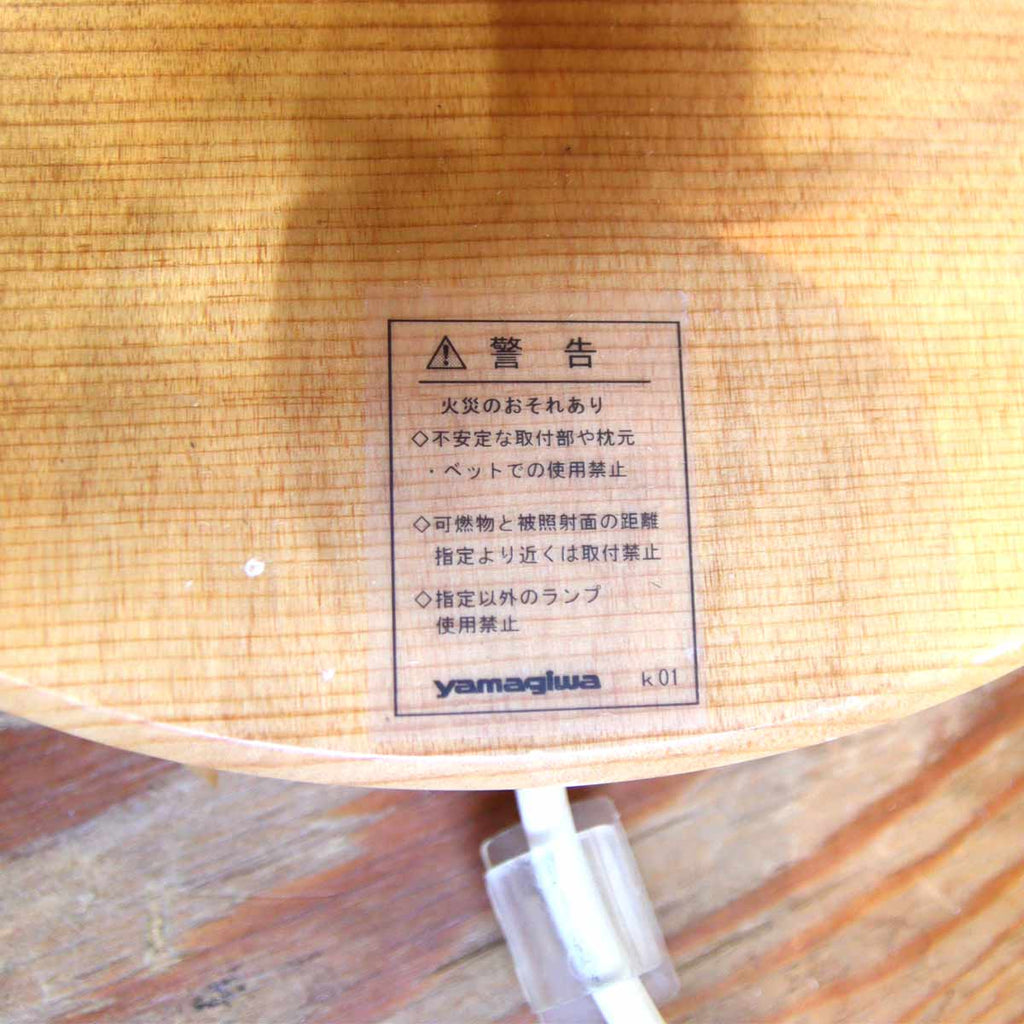 警 告
火災のおそれあり
◇不安定な取付部や枕元
・ベットでの使用禁止
◇可燃物と被照射面の距離
指定より近くは取付禁止
◇指定以外のランプ
使用禁止
yamagiwa k01